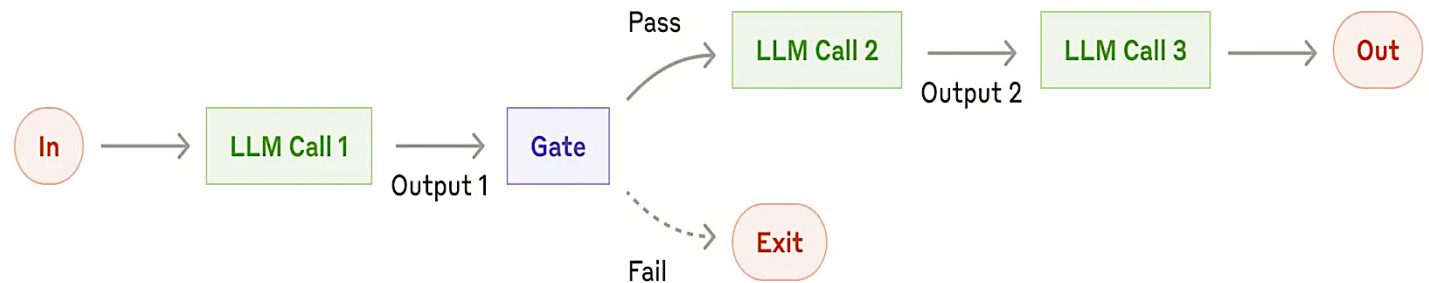 Pass
LLM Call 2
LLM Call 3
Out
Output 2
In
LLM Call 1
Gate
Output 1
Exit
Fail